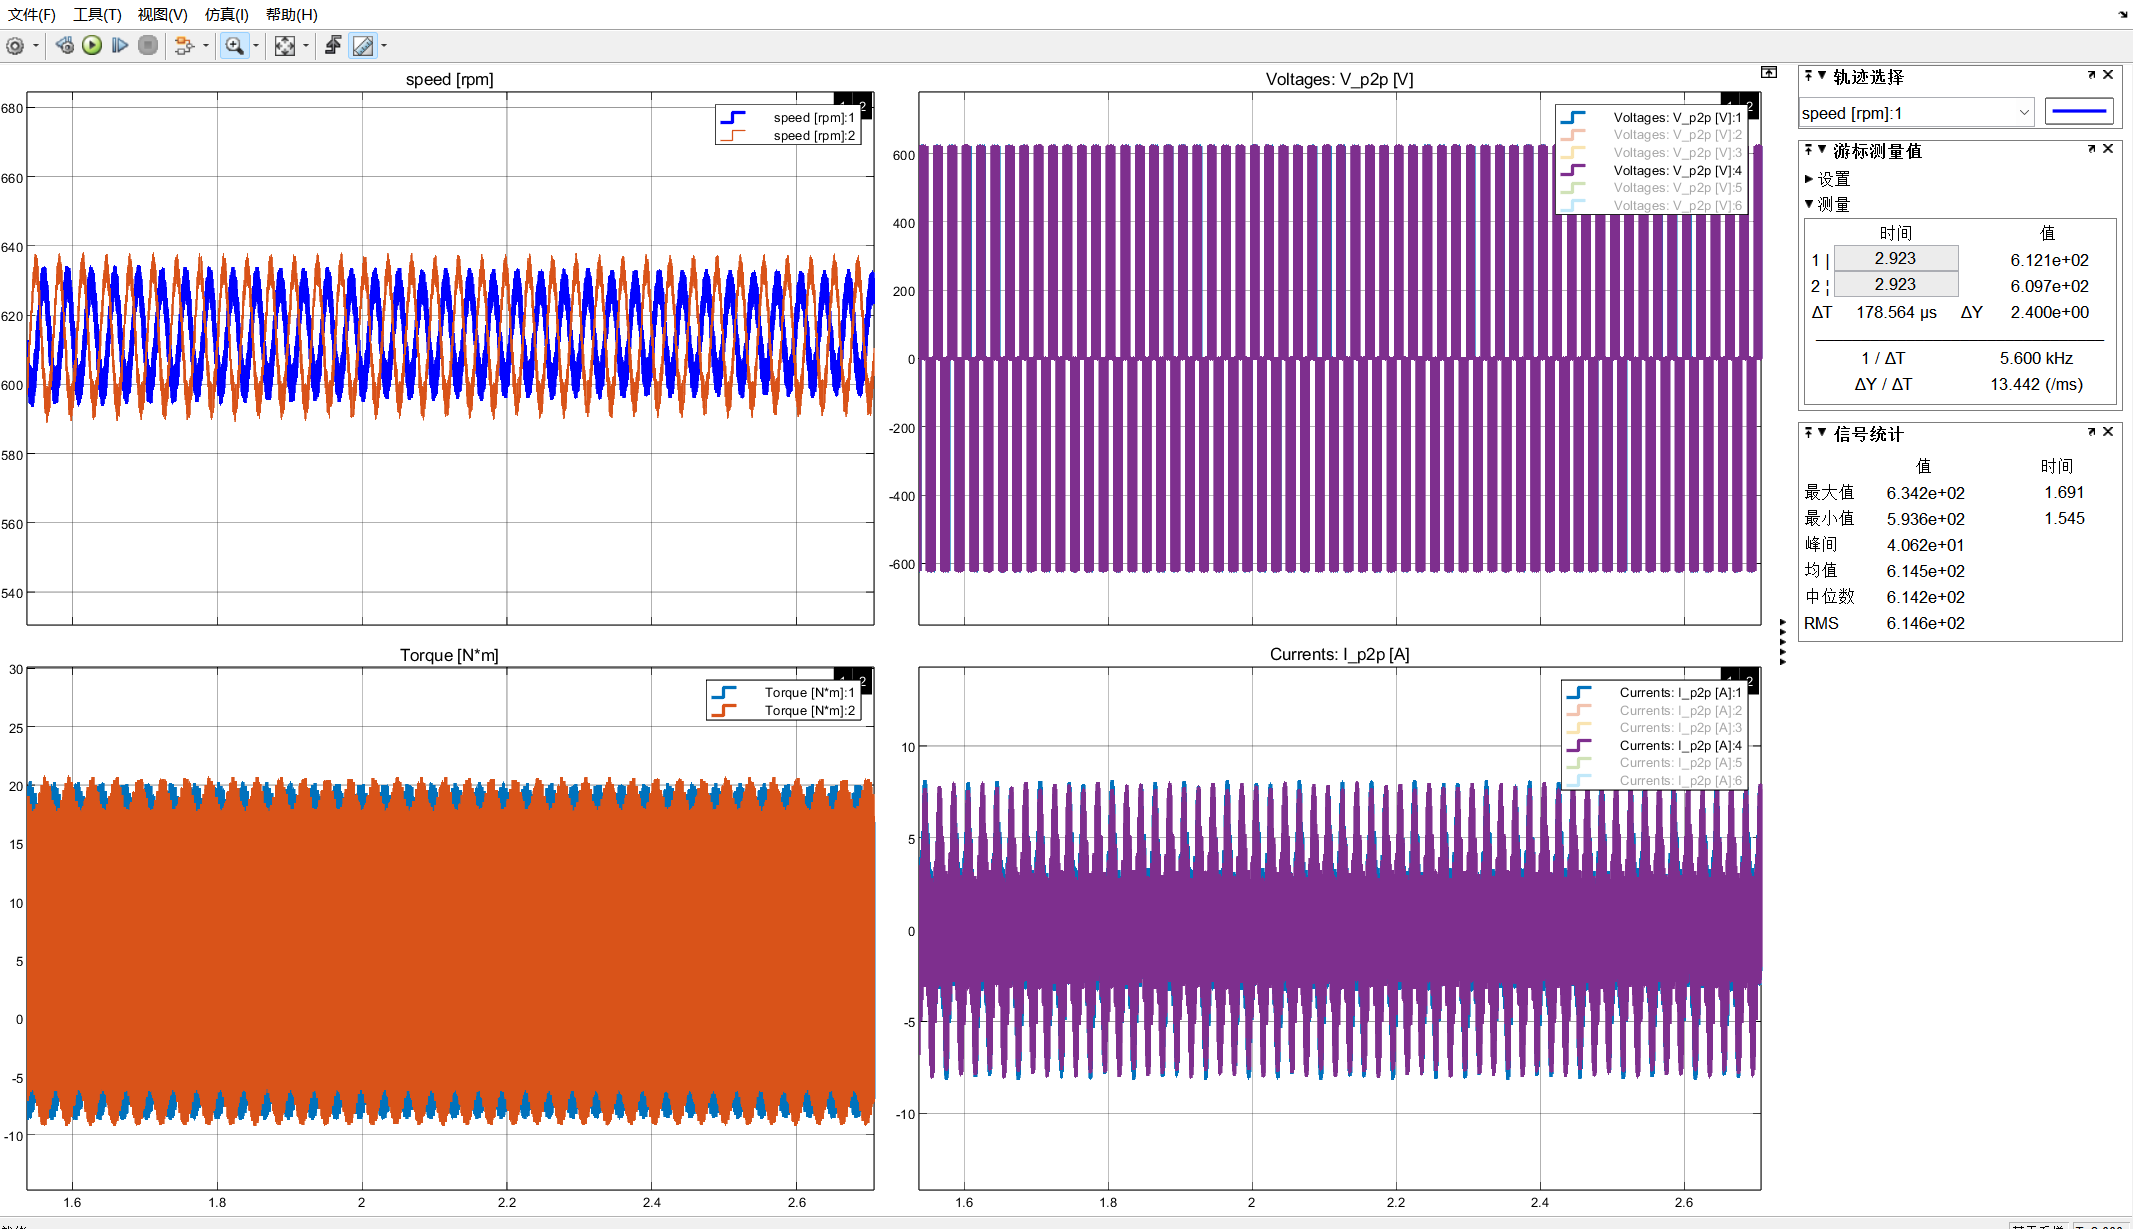 文件(F) 工具(T) 视图(V) 仿真(I) 帮助(H)
speed [rpm]
680
660
640
620
600
580
560
540
speed [rpm]:1
speed [rpm]:2
Voltages: V_p2p [V]
600
400
200
0
-200
-400
-600
2
Voltages: V_p2p [V]:1
Voltages: V_p2p [V]:2
Voltages: V_p2p [V]:3
Voltages: V_p2p [V]:4
Voltages: V_p2p [V]:5
Voltages: V_p2p [V]:6
Torque [N*m]
30
25
20
15
10
5
0
-5
-10
2
Torque [N*m]:1
Torque [N*m]:2
1.6 1.8 2 2.2 2.4 2.6
Currents: I_p2p [A]
10
5
0
-5
-10
2
Currents: I_p2p [A]:1
Currents: I_p2p [A]:2
Currents: I_p2p [A]:3
Currents: I_p2p [A]:4
Currents: I_p2p [A]:5
Currents: I_p2p [A]:6
1.6 1.8 2 2.2 2.4 2.6
轨迹选择
speed [rpm]:1
游标测量值
设置
测量
时间 值
1 | 2.923 6.121e+02
2 ¦ 2.923 6.097e+02
ΔT 178.564 µs ΔY 2.400e+00
1 / ΔT 5.600 kHz
ΔY / ΔT 13.442 (/ms)
信号统计
值 时间
最大值 6.342e+02 1.691
最小值 5.936e+02 1.545
峰间 4.062e+01
均值 6.145e+02
中位数 6.142e+02
RMS 6.146e+02